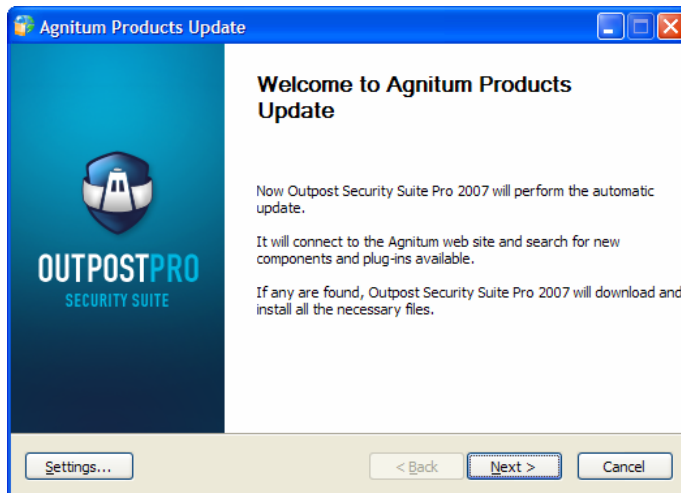 Agnitum Products Update
Welcome to Agnitum Products
Update
Now Outpost Security Suite Pro 2007 will perform the automatic
update.
It will connect to the Agnitum web site and search for new
components and plug-ins available.
If any are found, Outpost Security Suite Pro 2007 will download and
install all the necessary files.
OUTPOSTPRO
SECURITY SUITE
Settings...
< Back
Next >
Cancel